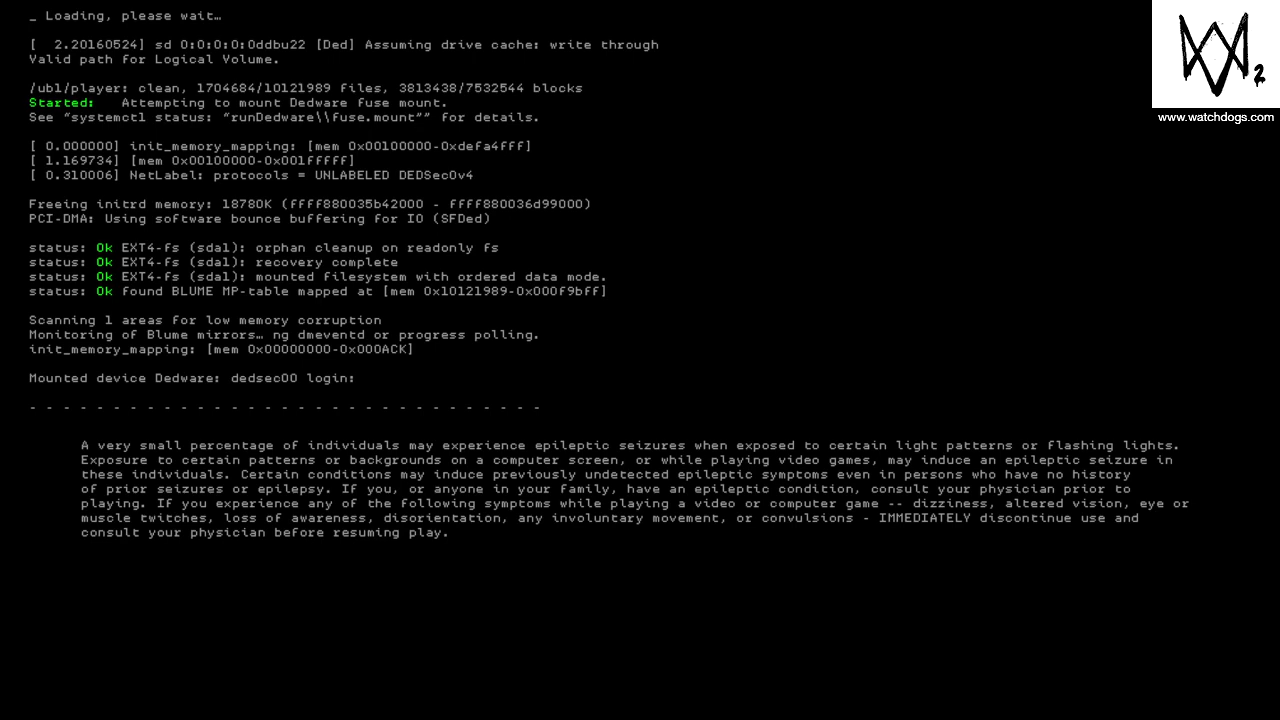 _ Loading, please wait…
[  2.20160524] sd 0:0:0:0:0ddbu22 [Ded] Assuming drive cache: write through
Valid path for Logical Volume.
/ubl/player: clean, 1704684/10121989 files, 3813438/7532544 blocks
Started:   Attempting to mount Dedware fuse mount.
See “systemctl status: “runDedware\\fuse.mount”” for details.
[ 0.000000] init_memory_mapping: [mem 0x00100000-0xdefa4fff]
[ 1.169734] [mem 0x00100000-0x001fffff]
[ 0.310006] NetLabel: protocols = UNLABELED DEDSec0v4
Freeing initrd memory: 18780K (ffff880035b42000 - ffff880036d99000)
PCI-DMA: Using software bounce buffering for IO (SFDed)
status: Ok EXT4-fs (sda1): orphan cleanup on readonly fs
status: Ok EXT4-fs (sda1): recovery complete
status: Ok EXT4-fs (sda1): mounted filesystem with ordered data mode.
status: Ok found BLUME MP-table mapped at [mem 0x10121989-0x000f9bff]
Scanning 1 areas for low memory corruption
Monitoring of Blume mirrors… ng dmeventd or progress polling.
init_memory_mapping: [mem 0x00000000-0x000ACK]
Mounted device Dedware: dedsec00 login:
- - - - - - - - - - - - - - - - - - - - - - - - - - - - - - -
A very small percentage of individuals may experience epileptic seizures when exposed to certain light patterns or flashing lights.
Exposure to certain patterns or backgrounds on a computer screen, or while playing video games, may induce an epileptic seizure in
these individuals. Certain conditions may induce previously undetected epileptic symptoms even in persons who have no history
of prior seizures or epilepsy. If you, or anyone in your family, have an epileptic condition, consult your physician prior to
playing. If you experience any of the following symptoms while playing a video or computer game -- dizziness, altered vision, eye or
muscle twitches, loss of awareness, disorientation, any involuntary movement, or convulsions - IMMEDIATELY discontinue use and
consult your physician before resuming play.
2
www.watchdogs.com